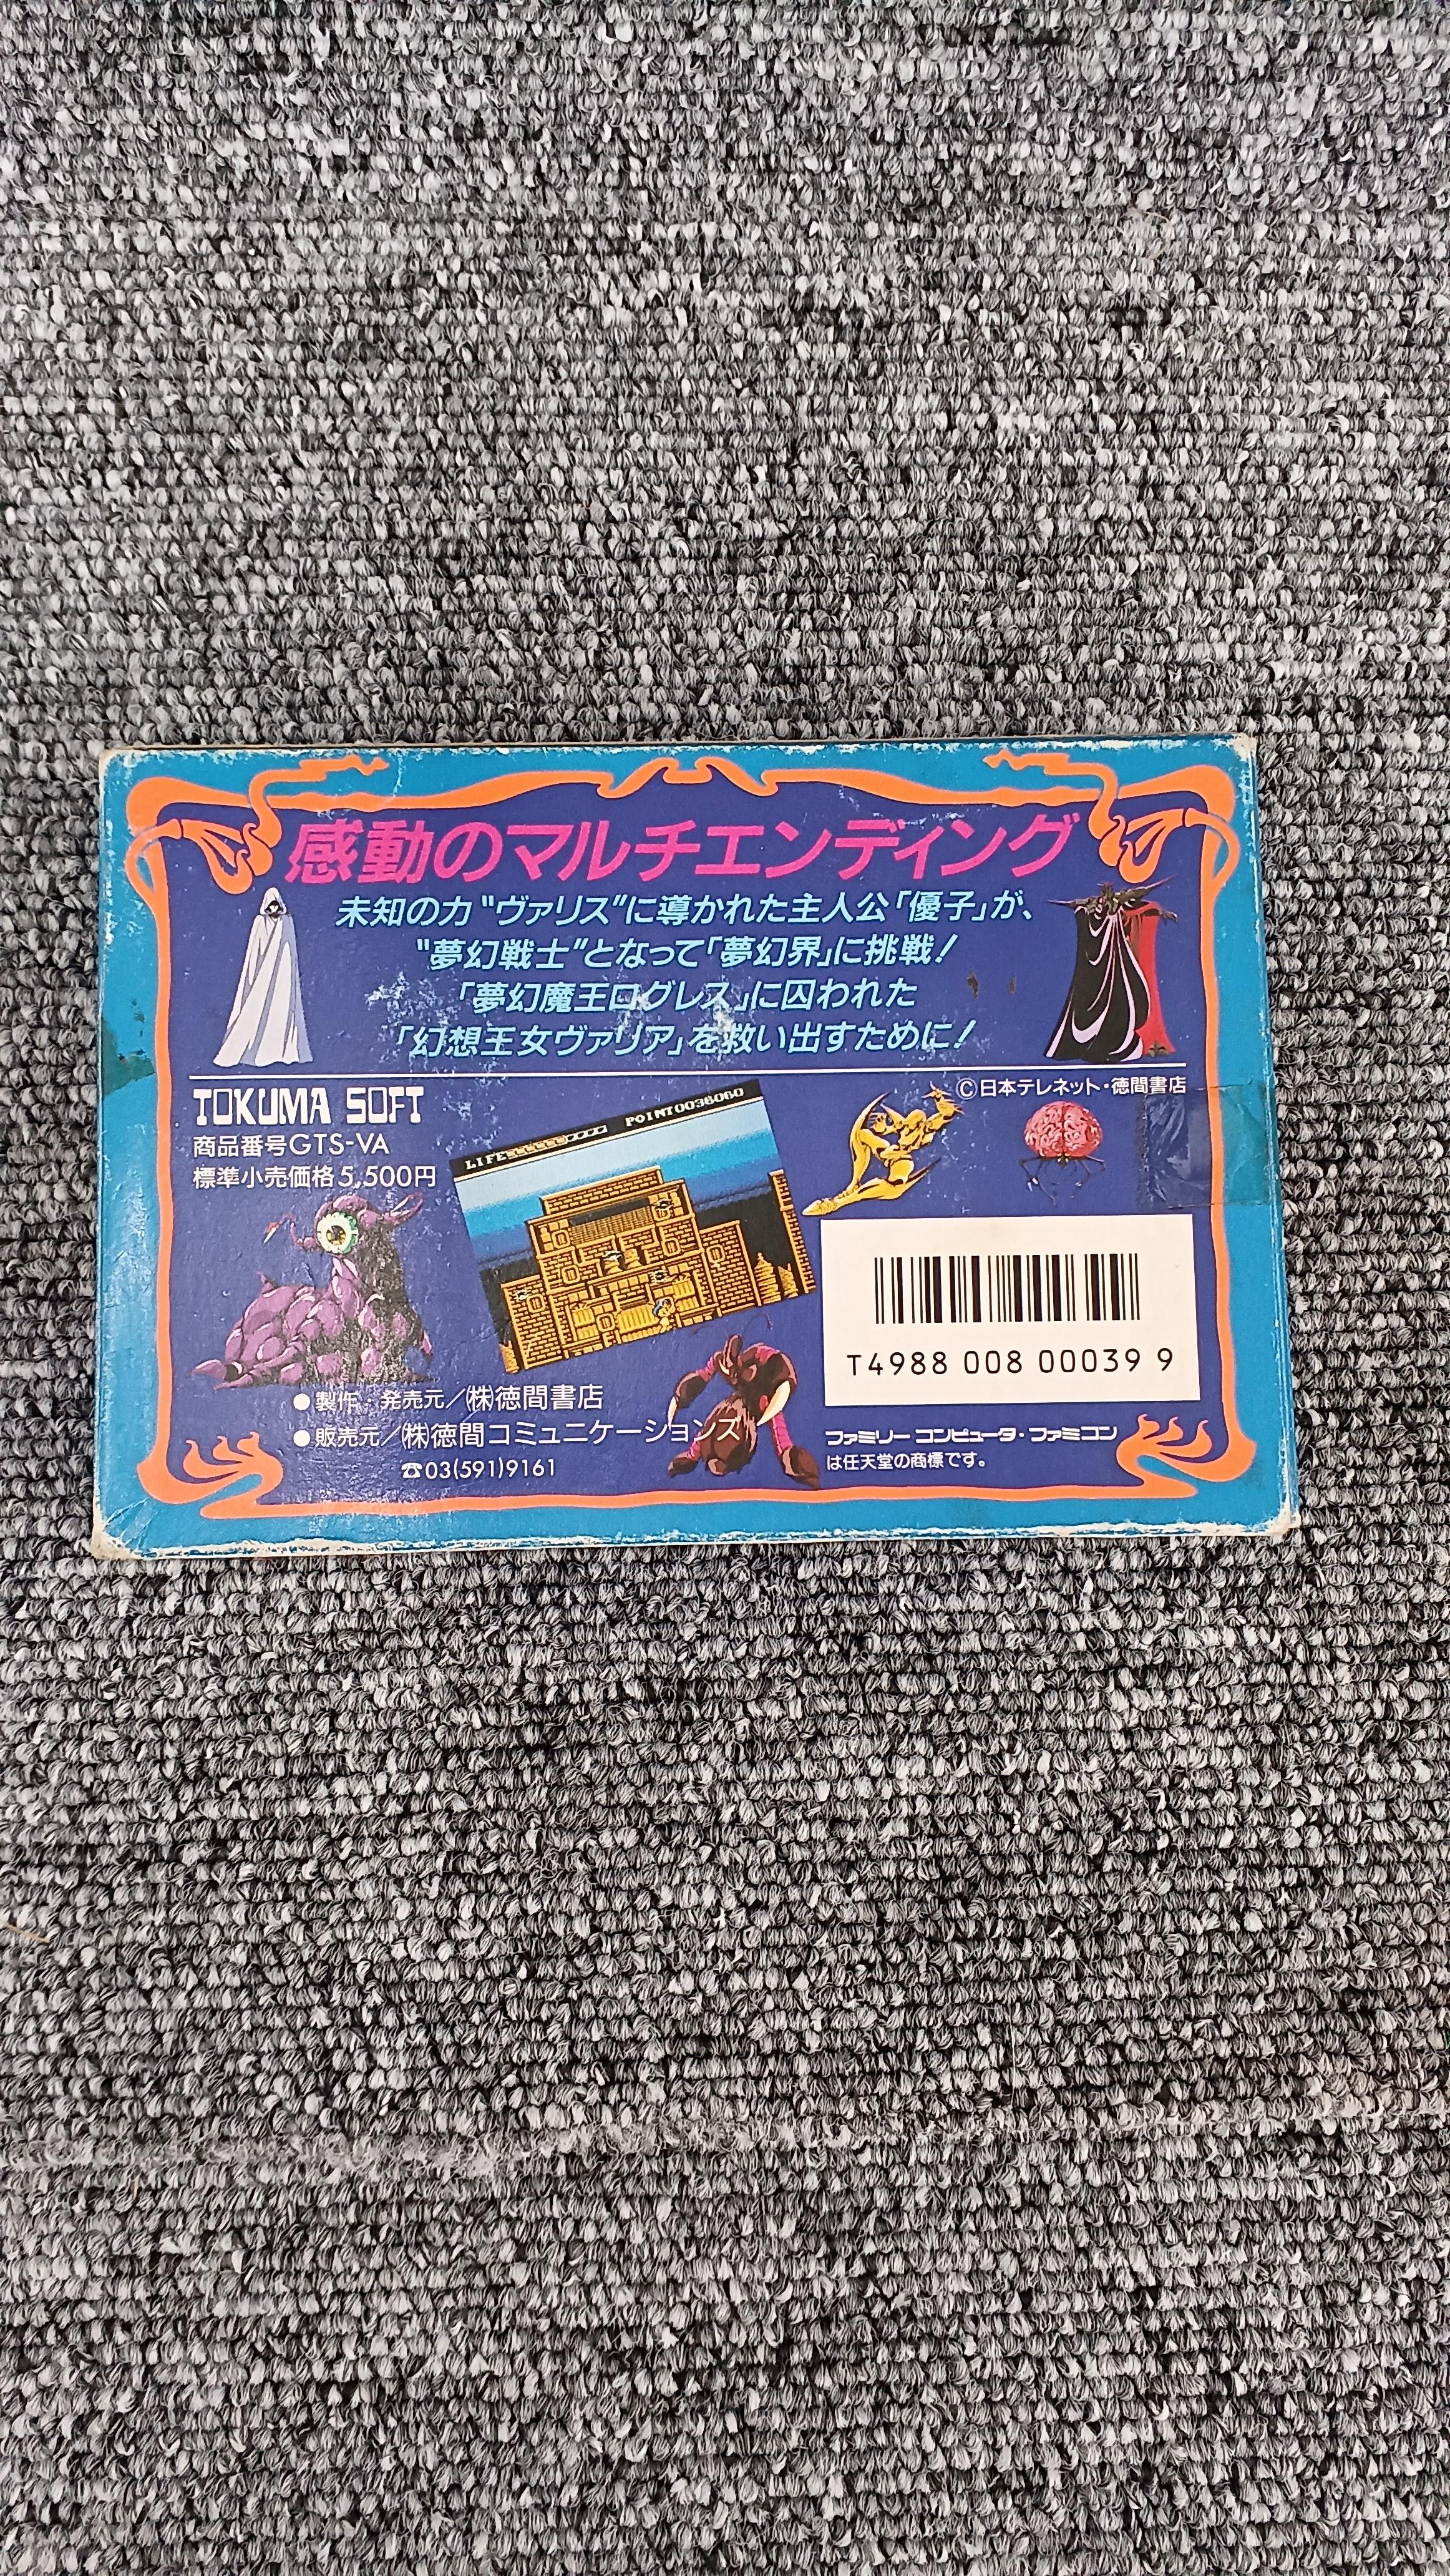 感動のマルチエンディング
未知の力"ヴァリス"に導かれた主人公「優子」が、
"夢幻戦士"となって「夢幻界」に挑戦!
「夢幻魔王ログレス」に囚われた
「幻想王女ヴァリア」を救い出すために!
©日本テレネット・徳間書店
TOKUMA SOFT
商品番号GTS-VA
標準小売価格5,500円
LIFE POINT0036060
T4988 008 00039 9
●製作・発売元/㈱徳間書店
●販売元/㈱徳間コミュニケーションズ
☎03(591)9161
ファミリーコンピュータ・ファミコン
は任天堂の商標です。